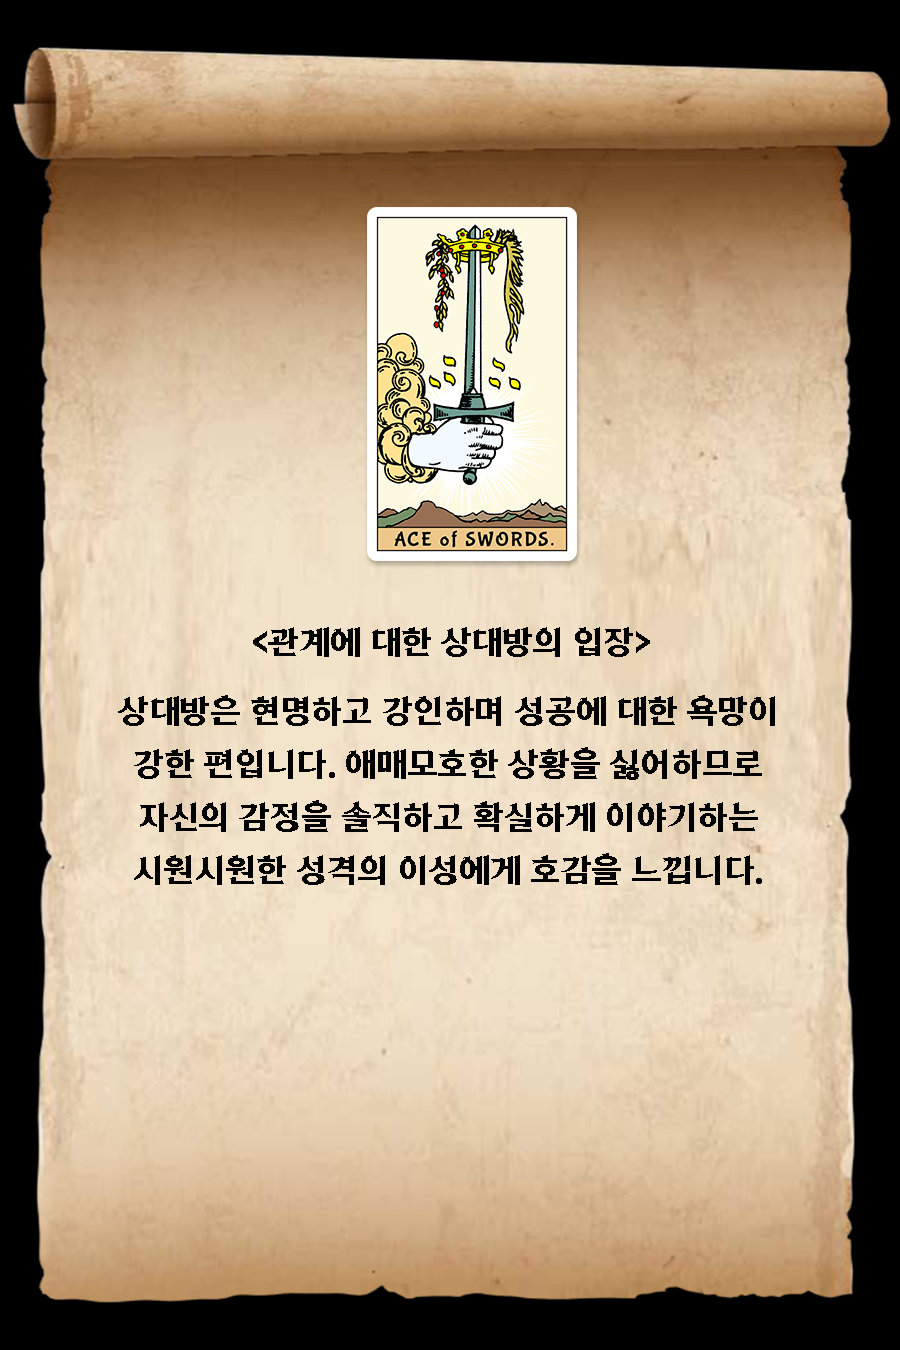 ACE of SWORDS.
<관계에 대한 상대방의 입장>
상대방은 현명하고 강인하며 성공에 대한 욕망이
강한 편입니다. 애매모호한 상황을 싫어하므로
자신의 감정을 솔직하고 확실하게 이야기하는
시원시원한 성격의 이성에게 호감을 느낍니다.